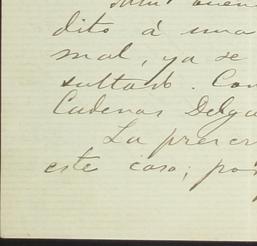 dito á una
mal, ya se
sultado. Con
Cadenas Delga
La presen
este caso; por